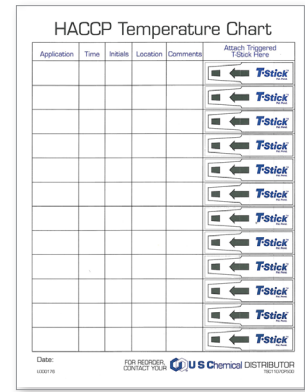 HACCP Temperature Chart
Application Time Initials Location Comments Attach Triggered
T-Stick Here
T-Stick
T-Stick
T-Stick
T-Stick
T-Stick
T-Stick
T-Stick
T-Stick
T-Stick
T-Stick
T-Stick
T-Stick
Date:
FOR REORDER,
CONTACT YOUR
US Chemical DISTRIBUTOR